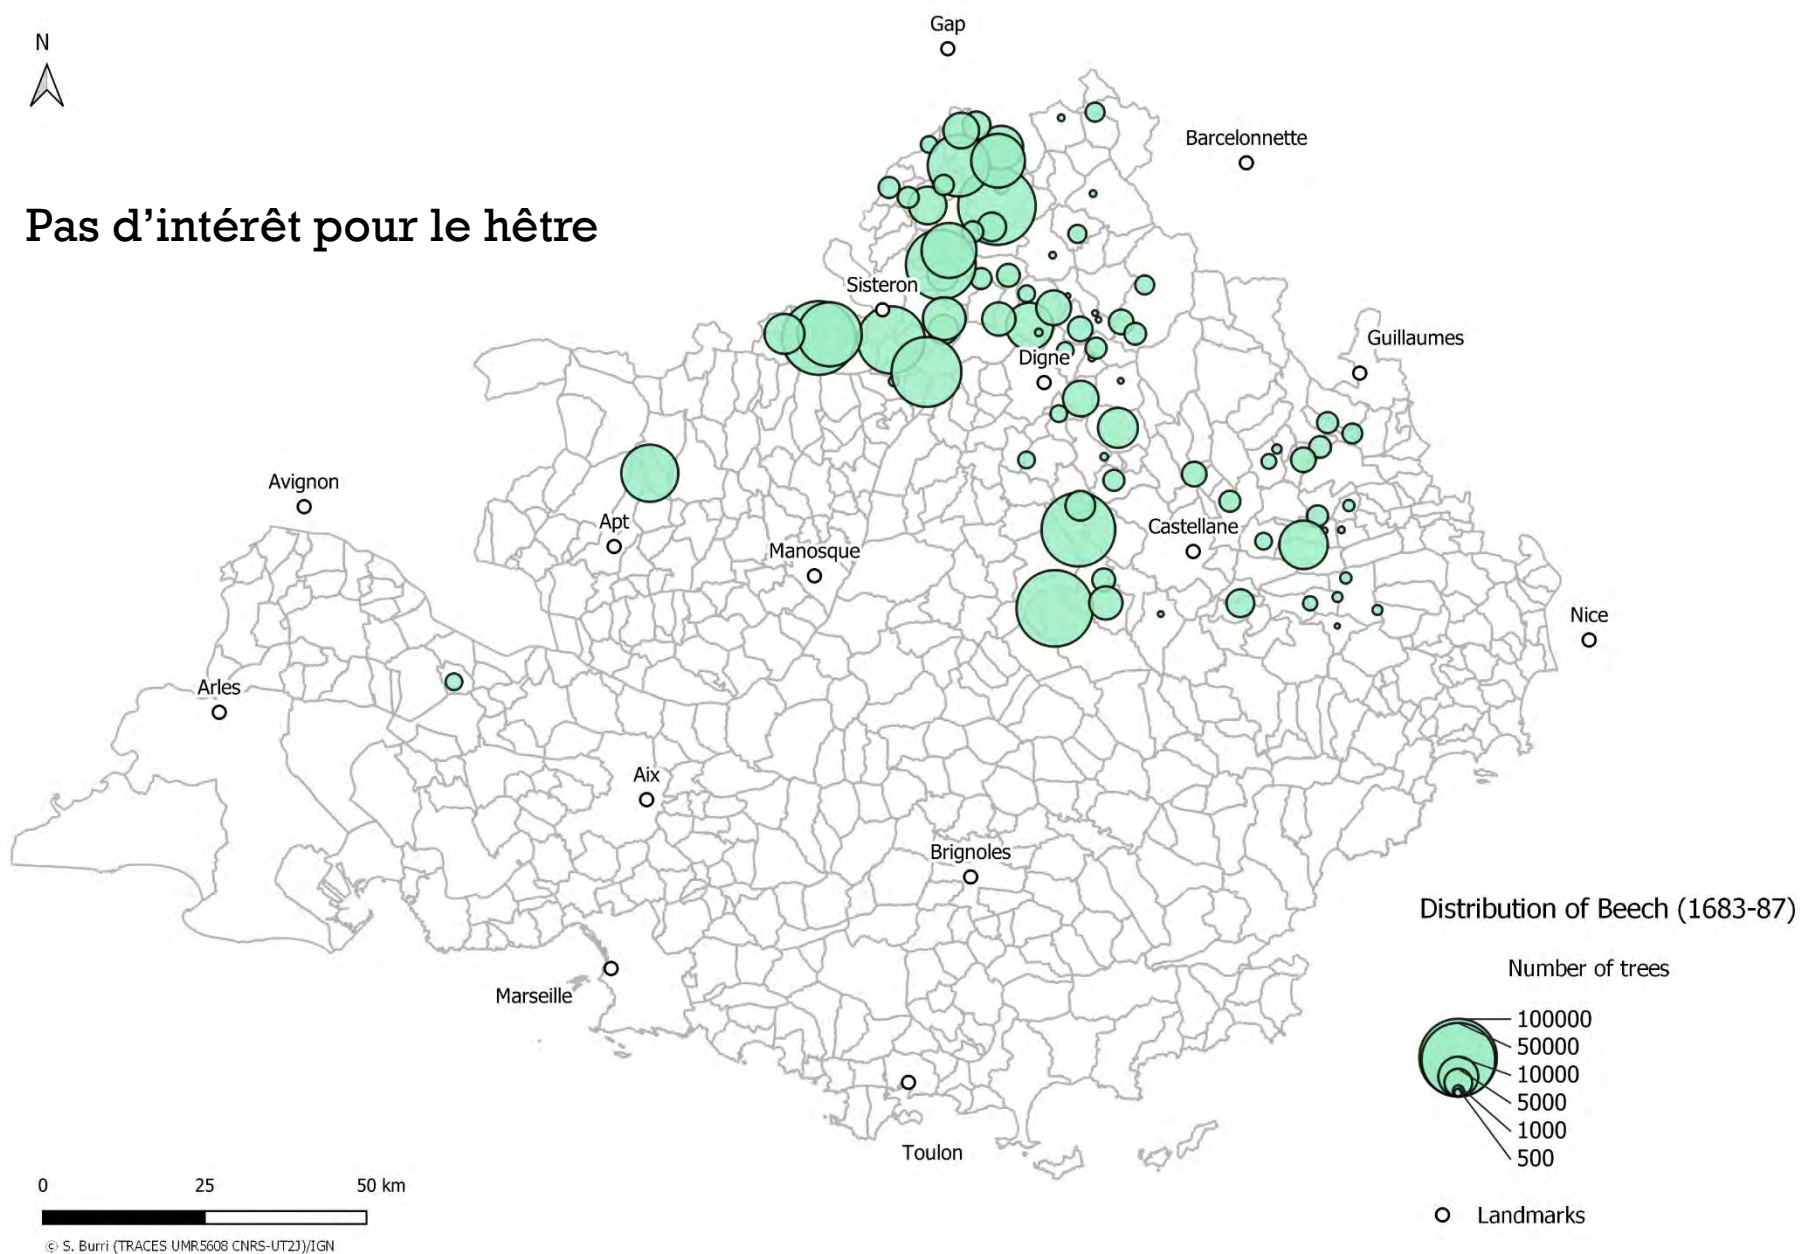 Gap
N
Barcelonnette
Pas d’intérêt pour le hêtre
Sisteron
Guillaumes
Digne
Avignon
Apt
Castellane
Manosque
Nice
Arles
Aix
Brignoles
Distribution of Beech (1683-87)
Number of trees
Marseille
100000
50000
10000
5000
1000
500
Toulon
0 25 50 km
Landmarks
© S. Burri (TRACES UMR5608 CNRS-UT2J)/IGN